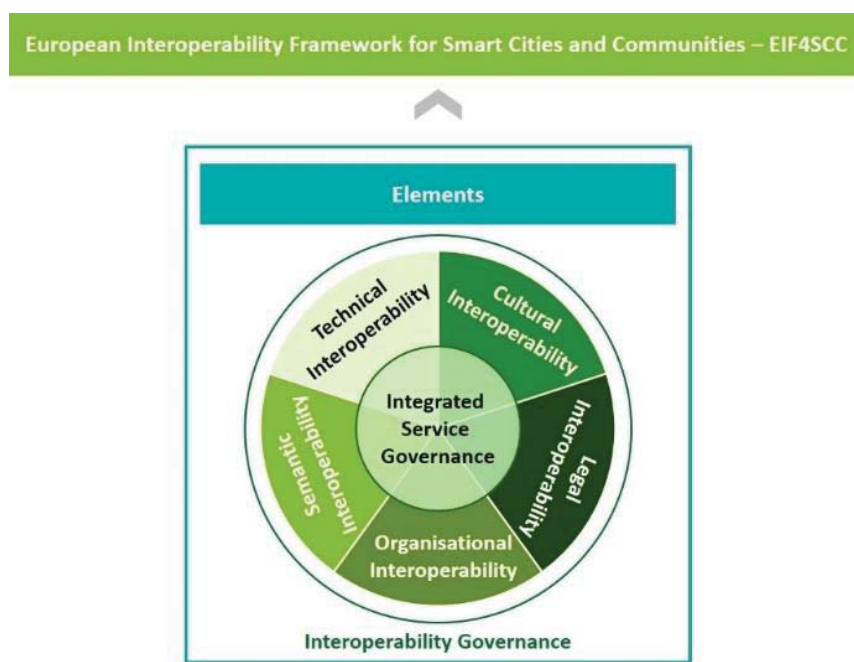 European Interoperability Framework for Smart Cities and Communities – EIF4SCC
Elements
Technical
Interoperability
Cultural
Interoperability
Integrated
Service
Governance
Semantic
Interoperability
Legal
Interoperability
Organisational
Interoperability
Interoperability Governance